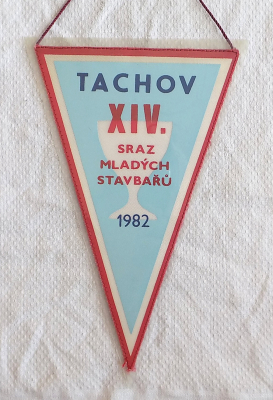 TACHOV
XIV.
SRAZ
MLADÝCH
STAVBAŘŮ
1982